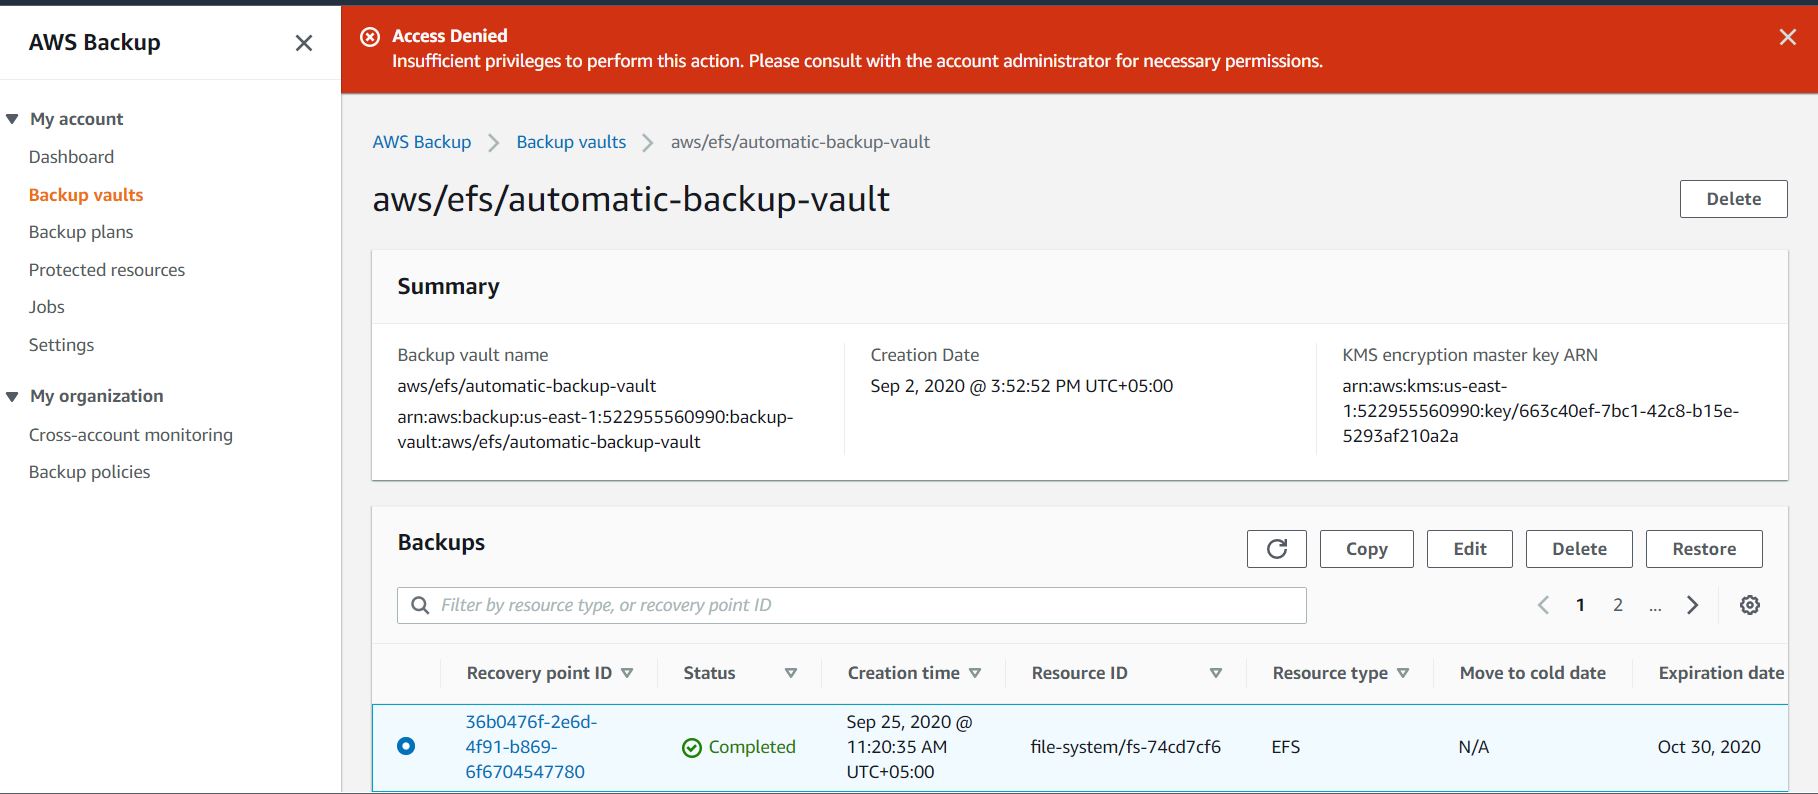 AWS Backup
My account
Dashboard
Backup vaults
Backup plans
Protected resources
Jobs
Settings
My organization
Cross-account monitoring
Backup policies
Access Denied
Insufficient privileges to perform this action. Please consult with the account administrator for necessary permissions.
AWS Backup
Backup vaults
aws/efs/automatic-backup-vault
aws/efs/automatic-backup-vault
Delete
Summary
Backup vault name
aws/efs/automatic-backup-vault
arn:aws:backup:us-east-1:522955560990:backup-
vault:aws/efs/automatic-backup-vault
Creation Date
Sep 2, 2020 @ 3:52:52 PM UTC+05:00
KMS encryption master key ARN
arn:aws:kms:us-east-
1:522955560990:key/663c40ef-7bc1-42c8-b15e-
5293af210a2a
Backups
Copy
Edit
Delete
Restore
Filter by resource type, or recovery point ID
1 2 ...
Recovery point ID Status Creation time Resource ID Resource type Move to cold date Expiration date
36b0476f-2e6d-
4f91-b869-
6f6704547780
Completed
Sep 25, 2020 @
11:20:35 AM
UTC+05:00
file-system/fs-74cd7cf6
EFS
N/A
Oct 30, 2020